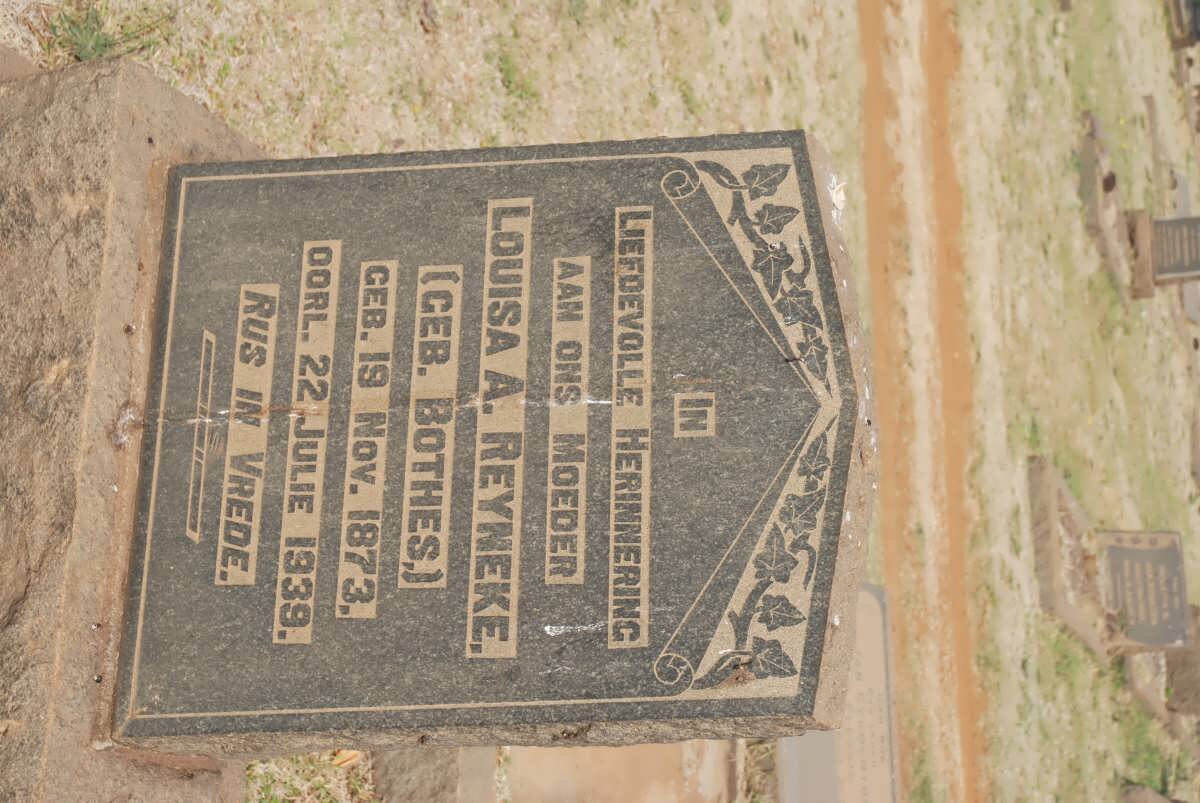 IN
LIEFDEVOLLE HERINNERING
AAN ONS MOEDER
LOUISA A. REYNEKE.
(GEB. BOTHES,)
GEB. 19 NOV. 1873.
OORL. 22 JULIE 1939.
RUS IN VREDE.